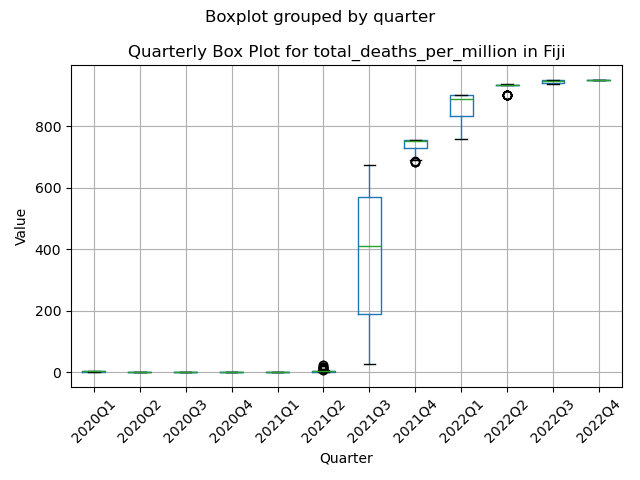 Boxplot grouped by quarter
Quarterly Box Plot for total_deaths_per_million in Fiji
Value
800
600
400
200
0
2020Q1
2020Q2
2020Q3
2020Q4
2021Q1
2021Q2
2021Q3
2021Q4
2022Q1
2022Q2
2022Q3
2022Q4
Quarter